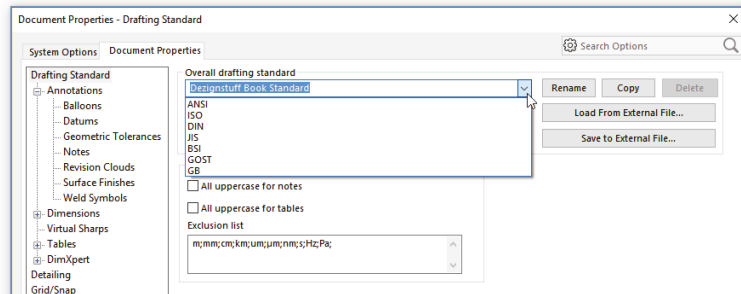 Document Properties - Drafting Standard
System Options
Document Properties
Search Options
Drafting Standard
Annotations
Balloons
Datums
Geometric Tolerances
Notes
Revision Clouds
Surface Finishes
Weld Symbols
Dimensions
Virtual Sharps
Tables
DimXpert
Detailing
Grid/Snap
Overall drafting standard
Dezignstuff Book Standard
ANSI
ISO
DIN
JIS
BSI
GOST
GB
Rename
Copy
Delete
Load From External File...
Save to External File...
All uppercase for notes
All uppercase for tables
Exclusion list
m;mm;cm;km;um;µm;nm;s;Hz;Pa;